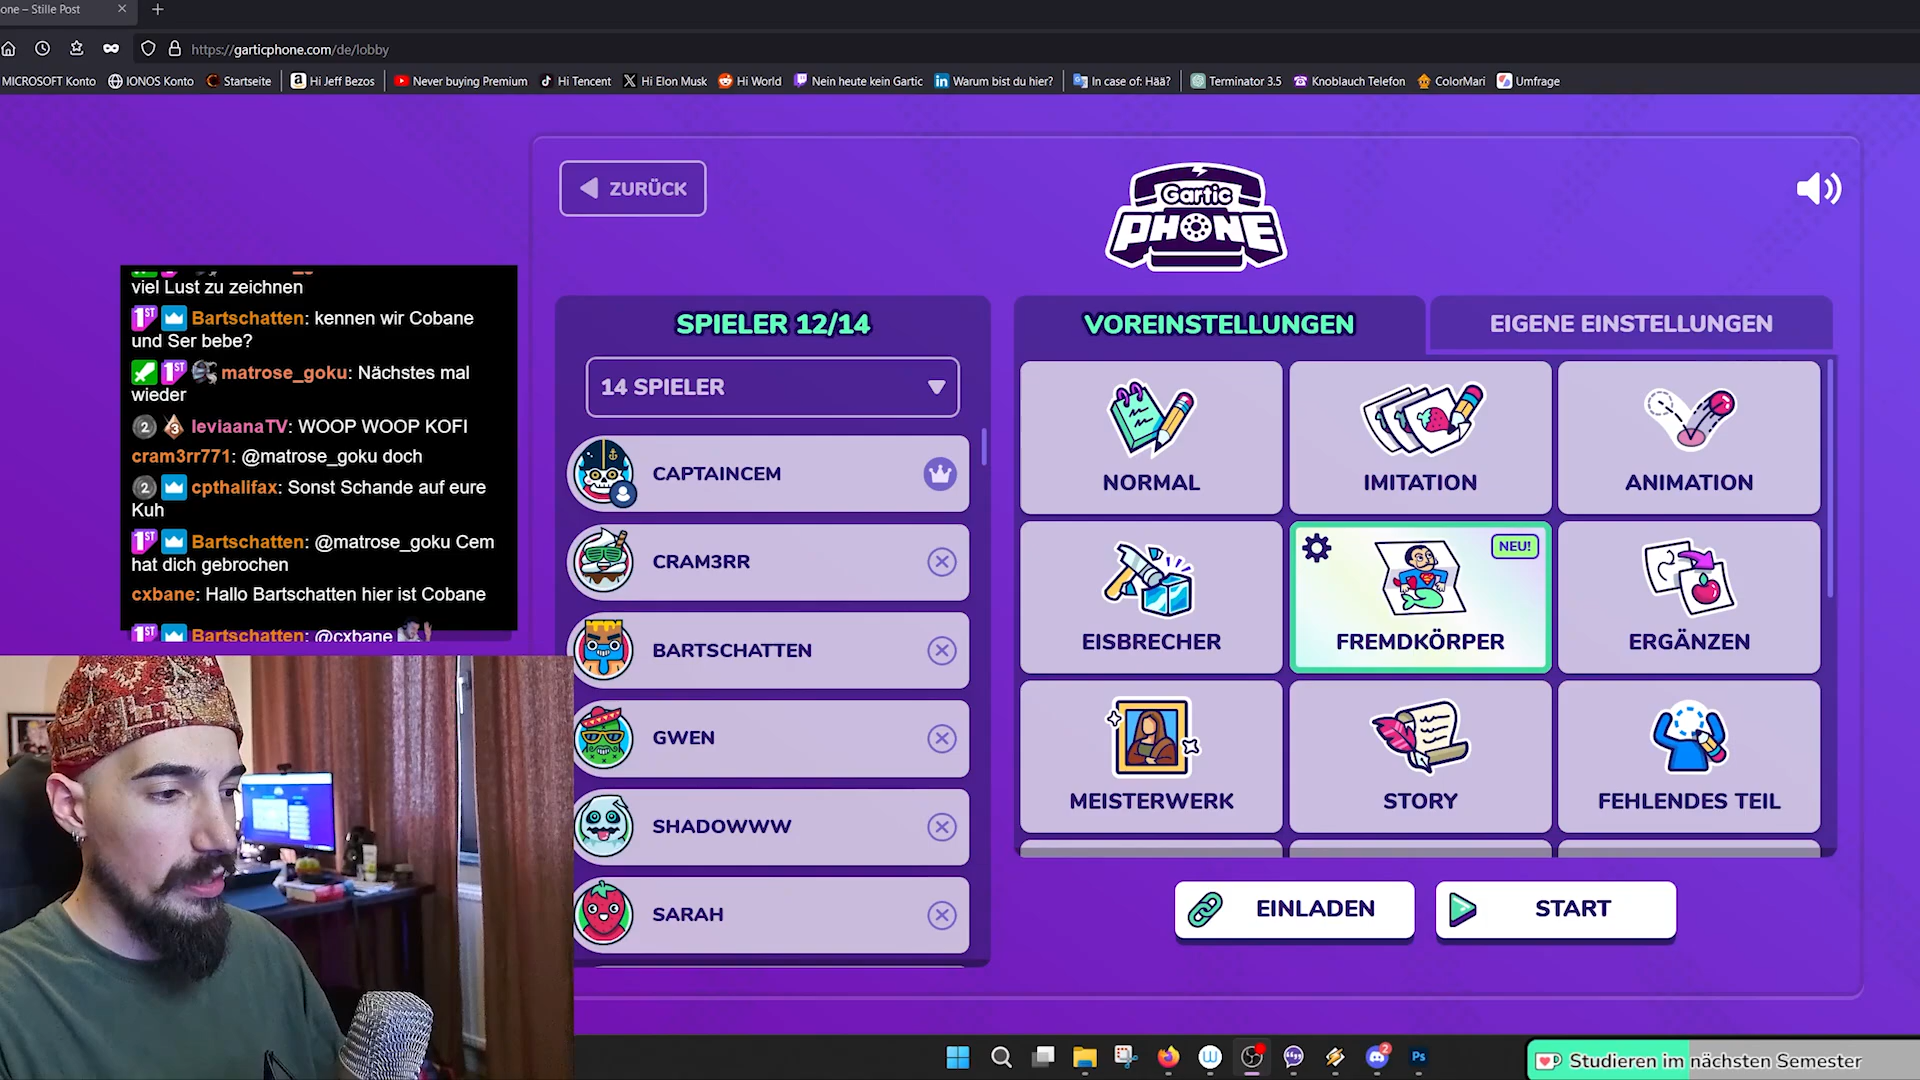 one – Stille Post
https://garticphone.com/de/lobby
MICROSOFT Konto
IONOS Konto
Startseite
Hi Jeff Bezos
Never buying Premium
Hi Tencent
Hi Elon Musk
Hi World
Nein heute kein Gartic
Warum bist du hier?
In case of: Hää?
Terminator 3.5
Knoblauch Telefon
ColorMari
Umfrage
ZURÜCK
Gartic
PHONE
viel Lust zu zeichnen
Bartschatten: kennen wir Cobane
und Ser bebe?
matrose_goku: Nächstes mal
wieder
leviaanaTV: WOOP WOOP KOFI
cram3rr771: @matrose_goku doch
cpthalifax: Sonst Schande auf eure
Kuh
Bartschatten: @matrose_goku Cem
hat dich gebrochen
cxbane: Hallo Bartschatten hier ist Cobane
Bartschatten: @cxbane
SPIELER 12/14
14 SPIELER
CAPTAINCEM
CRAM3RR
BARTSCHATTEN
GWEN
SHADOWWW
SARAH
VOREINSTELLUNGEN
EIGENE EINSTELLUNGEN
NORMAL
IMITATION
ANIMATION
EISBRECHER
NEU!
FREMDKÖRPER
ERGÄNZEN
MEISTERWERK
STORY
FEHLENDES TEIL
EINLADEN
START
2
Ps
Studieren im nächsten Semester